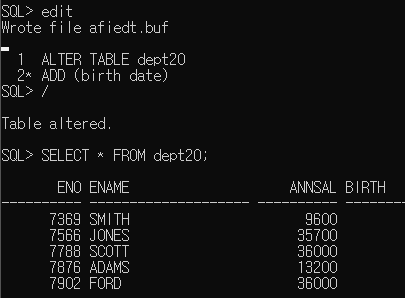 SQL> edit
Wrote file afiedt.buf
  1  ALTER TABLE dept20
  2* ADD (birth date)
SQL> /
Table altered.
SQL> SELECT * FROM dept20;
       ENO ENAME                    ANNSAL BIRTH
---------- -------------------- ---------- --------
      7369 SMITH                      9600
      7566 JONES                     35700
      7788 SCOTT                     36000
      7876 ADAMS                     13200
      7902 FORD                      36000